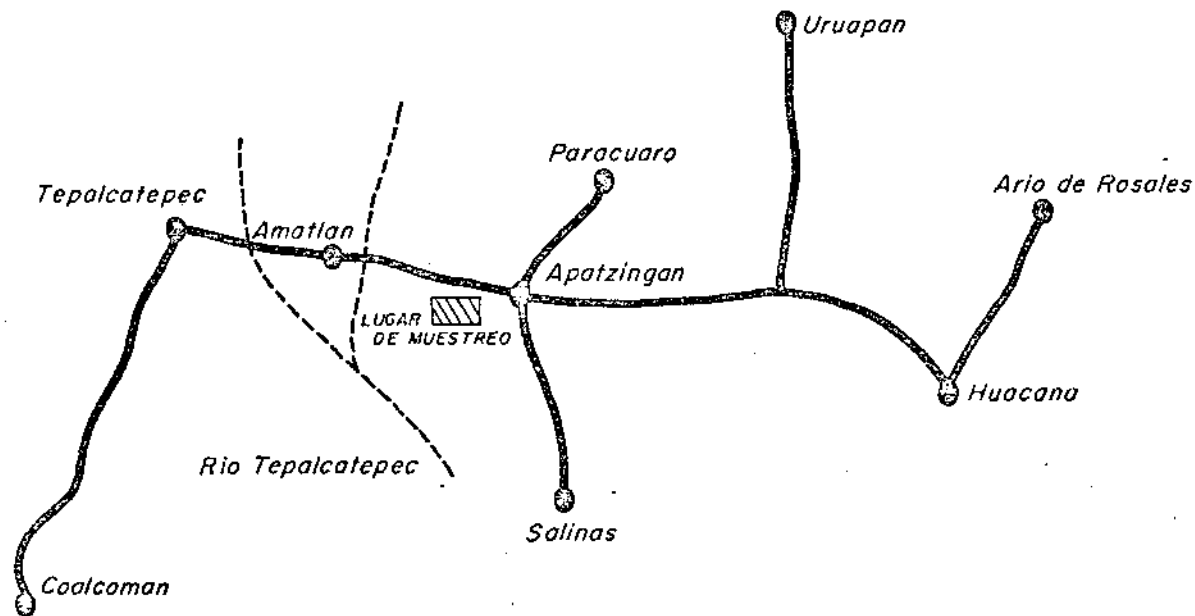 Uruapan
Paracuaro
Ario de Rosales
Tepalcatepec
Amatlan
Apatzingan
LUGAR
DE MUESTREO
Huacana
Rio Tepalcatepec
Salinas
Coalcoman